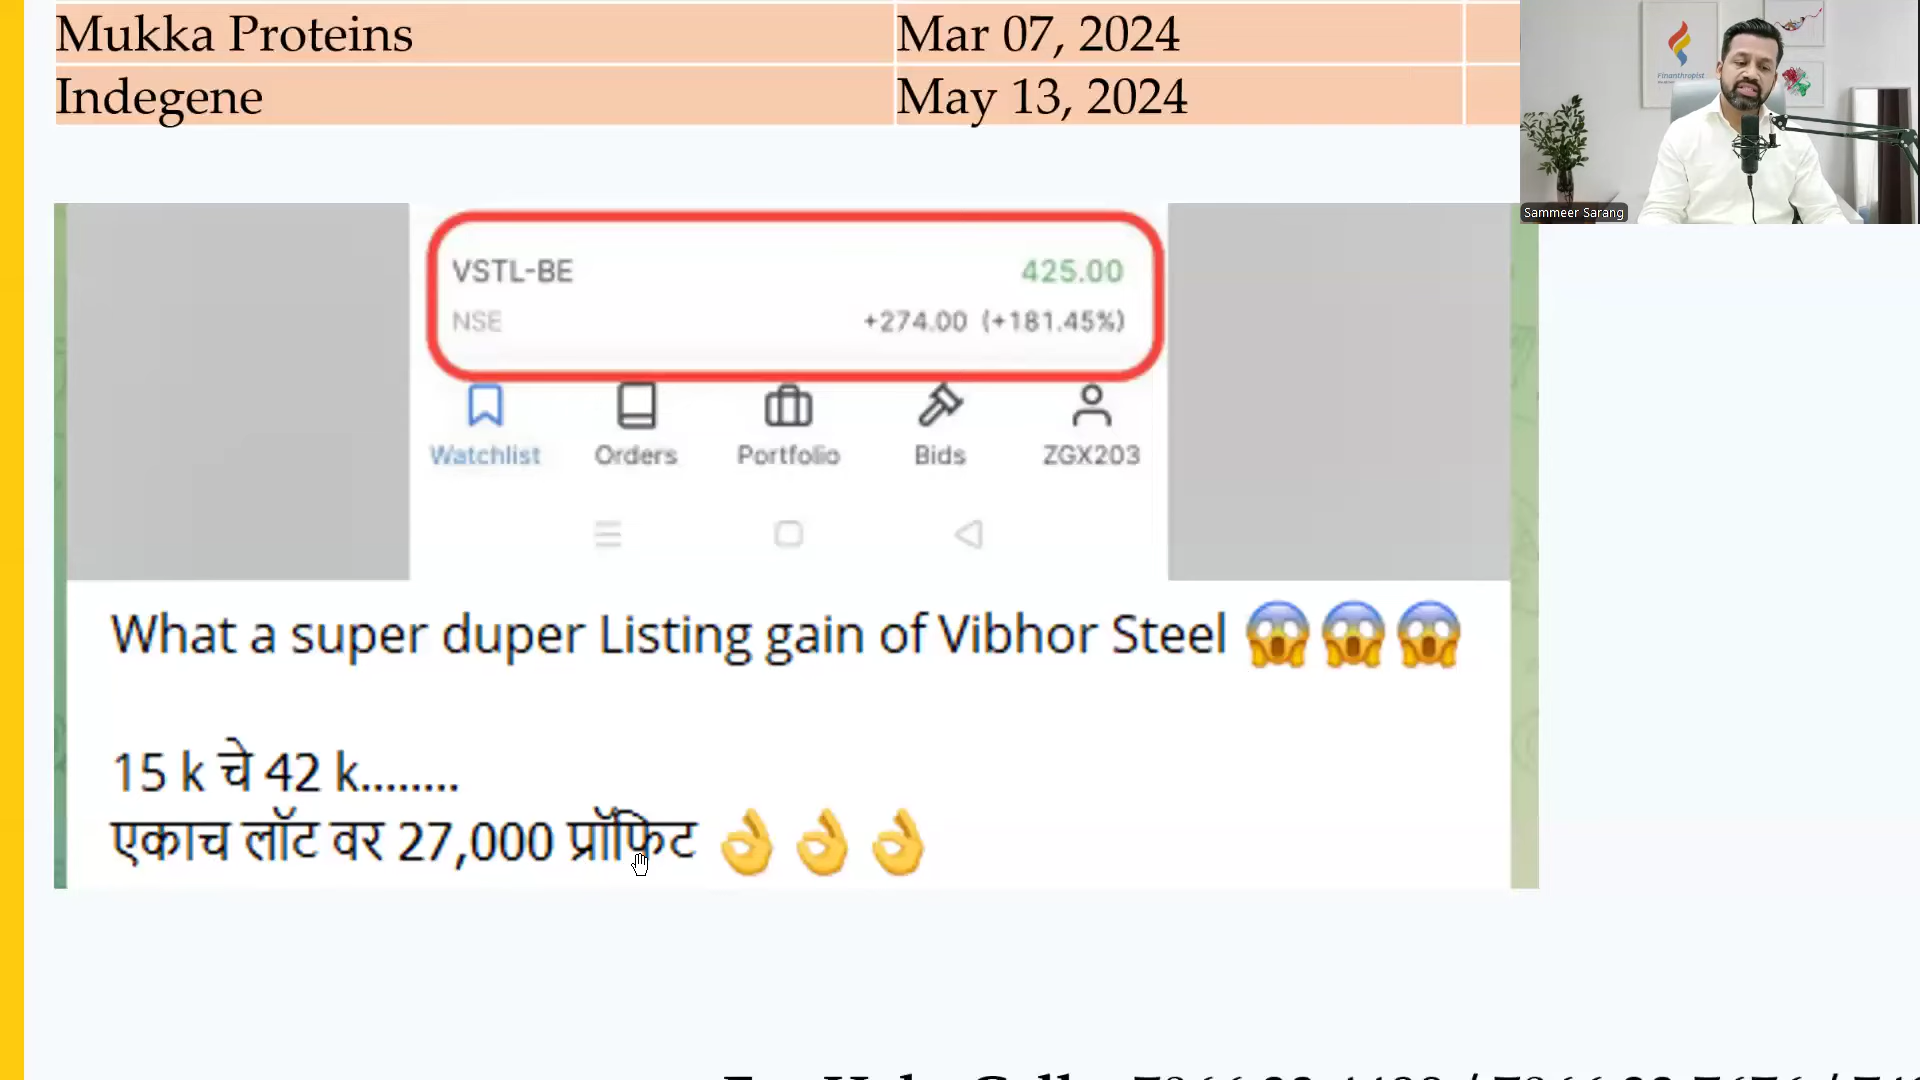 Mukka Proteins Mar 07, 2024
Indegene May 13, 2024
Finanthropist
Sammeer Sarang
VSTL-BE 425.00
NSE +274.00 (+181.45%)
Watchlist Orders Portfolio Bids ZGX203
What a super duper Listing gain of Vibhor Steel 😱😱😱
15 k चे 42 k........
एकाच लॉट वर 27,000 प्रॉफिट 👌👌👌